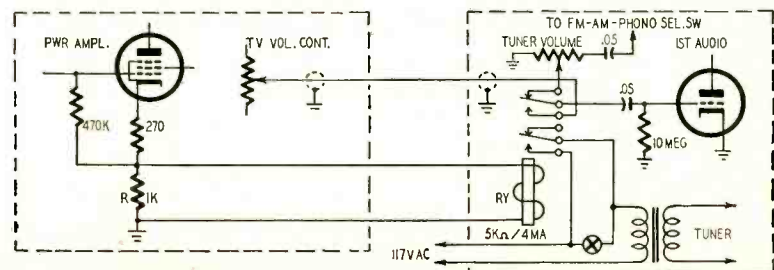 TO FM-AM-PHONO SEL.SW
PWR AMPL.
TV VOL. CONT.
TUNER VOLUME
.05
1ST AUDIO
.05
470K
270
10 MEG
R
1K
RY
5KΩ/4MA
117V AC
TUNER